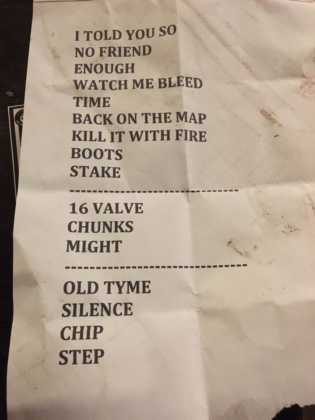 I TOLD YOU SO
NO FRIEND
ENOUGH
WATCH ME BLEED
TIME
BACK ON THE MAP
KILL IT WITH FIRE
BOOTS
STAKE
--------------------------------
16 VALVE
CHUNKS
MIGHT
--------------------------------
OLD TYME
SILENCE
CHIP
STEP